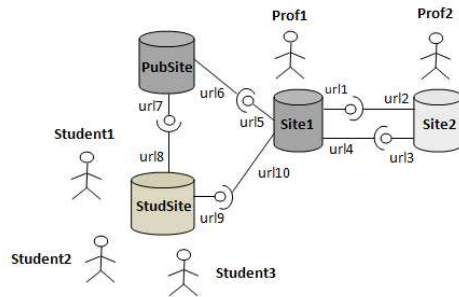 Prof1
Prof2
PubSite
url6
url7
url5
url1
url2
Site1
Site2
url4
url3
Student1
url8
url10
StudSite
url9
Student2
Student3